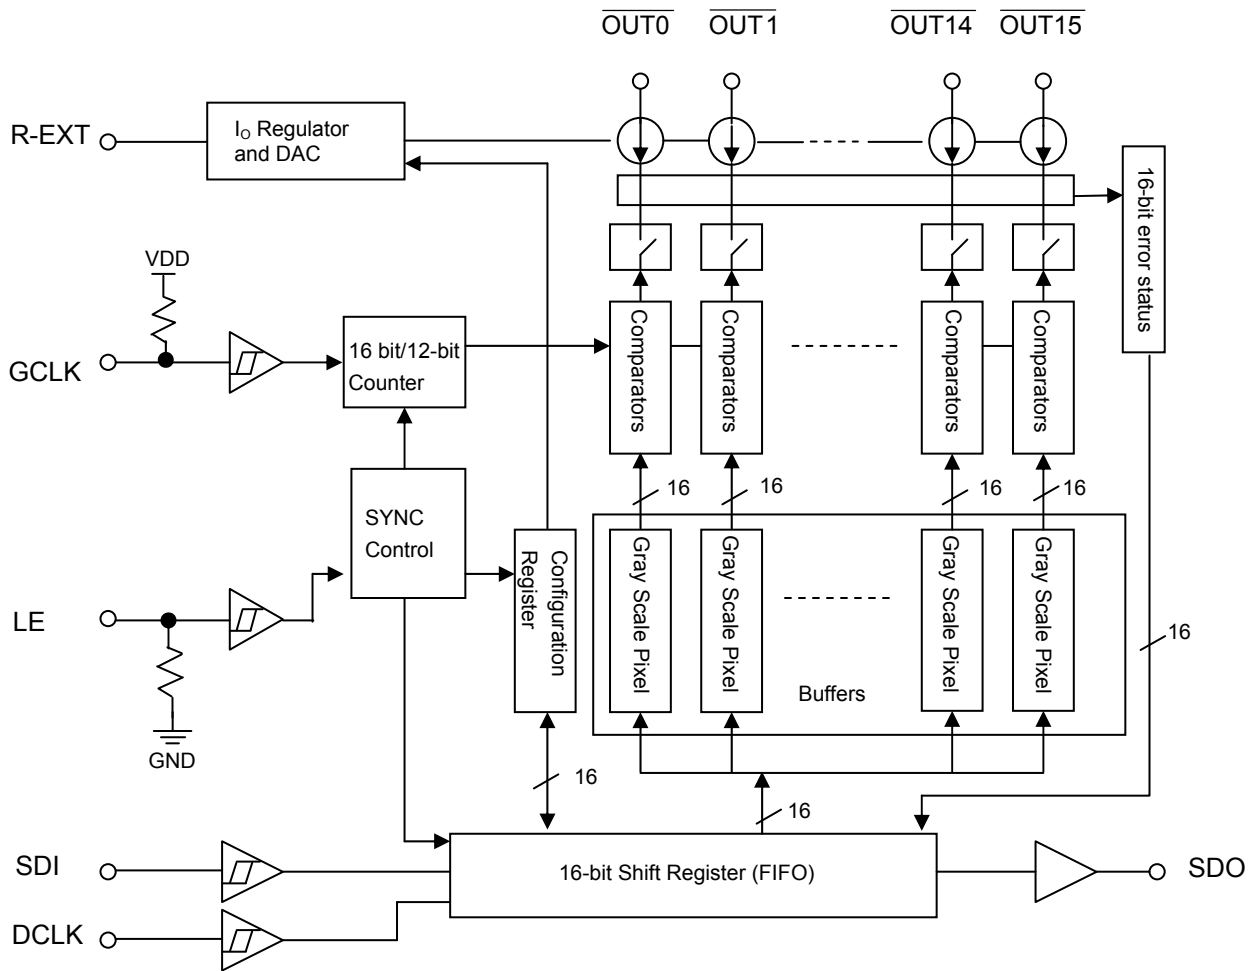 OUT0 OUT1 OUT14 OUT15
R-EXT
IO Regulator
and DAC
16-bit error status
VDD
GCLK
16 bit/12-bit
Counter
Comparators
Comparators
Comparators
Comparators
16
16
16
16
SYNC
Control
LE
Configuration
Register
Gray Scale Pixel
Gray Scale Pixel
Gray Scale Pixel
Gray Scale Pixel
16
Buffers
GND
16
16
SDI
16-bit Shift Register (FIFO)
SDO
DCLK